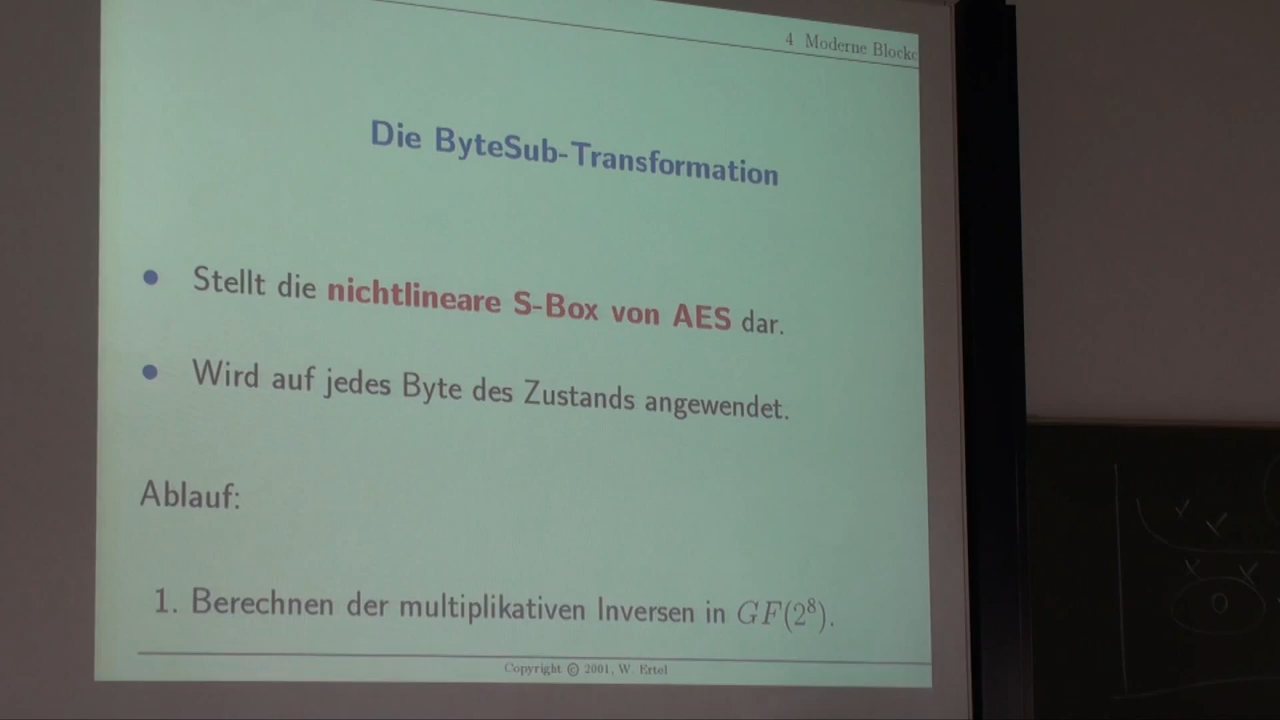 4 Moderne Blockc
Die ByteSub-Transformation
• Stellt die nichtlineare S-Box von AES dar.
• Wird auf jedes Byte des Zustands angewendet.
Ablauf:
1. Berechnen der multiplikativen Inversen in GF(2⁸).
Copyright © 2001, W. Ertel